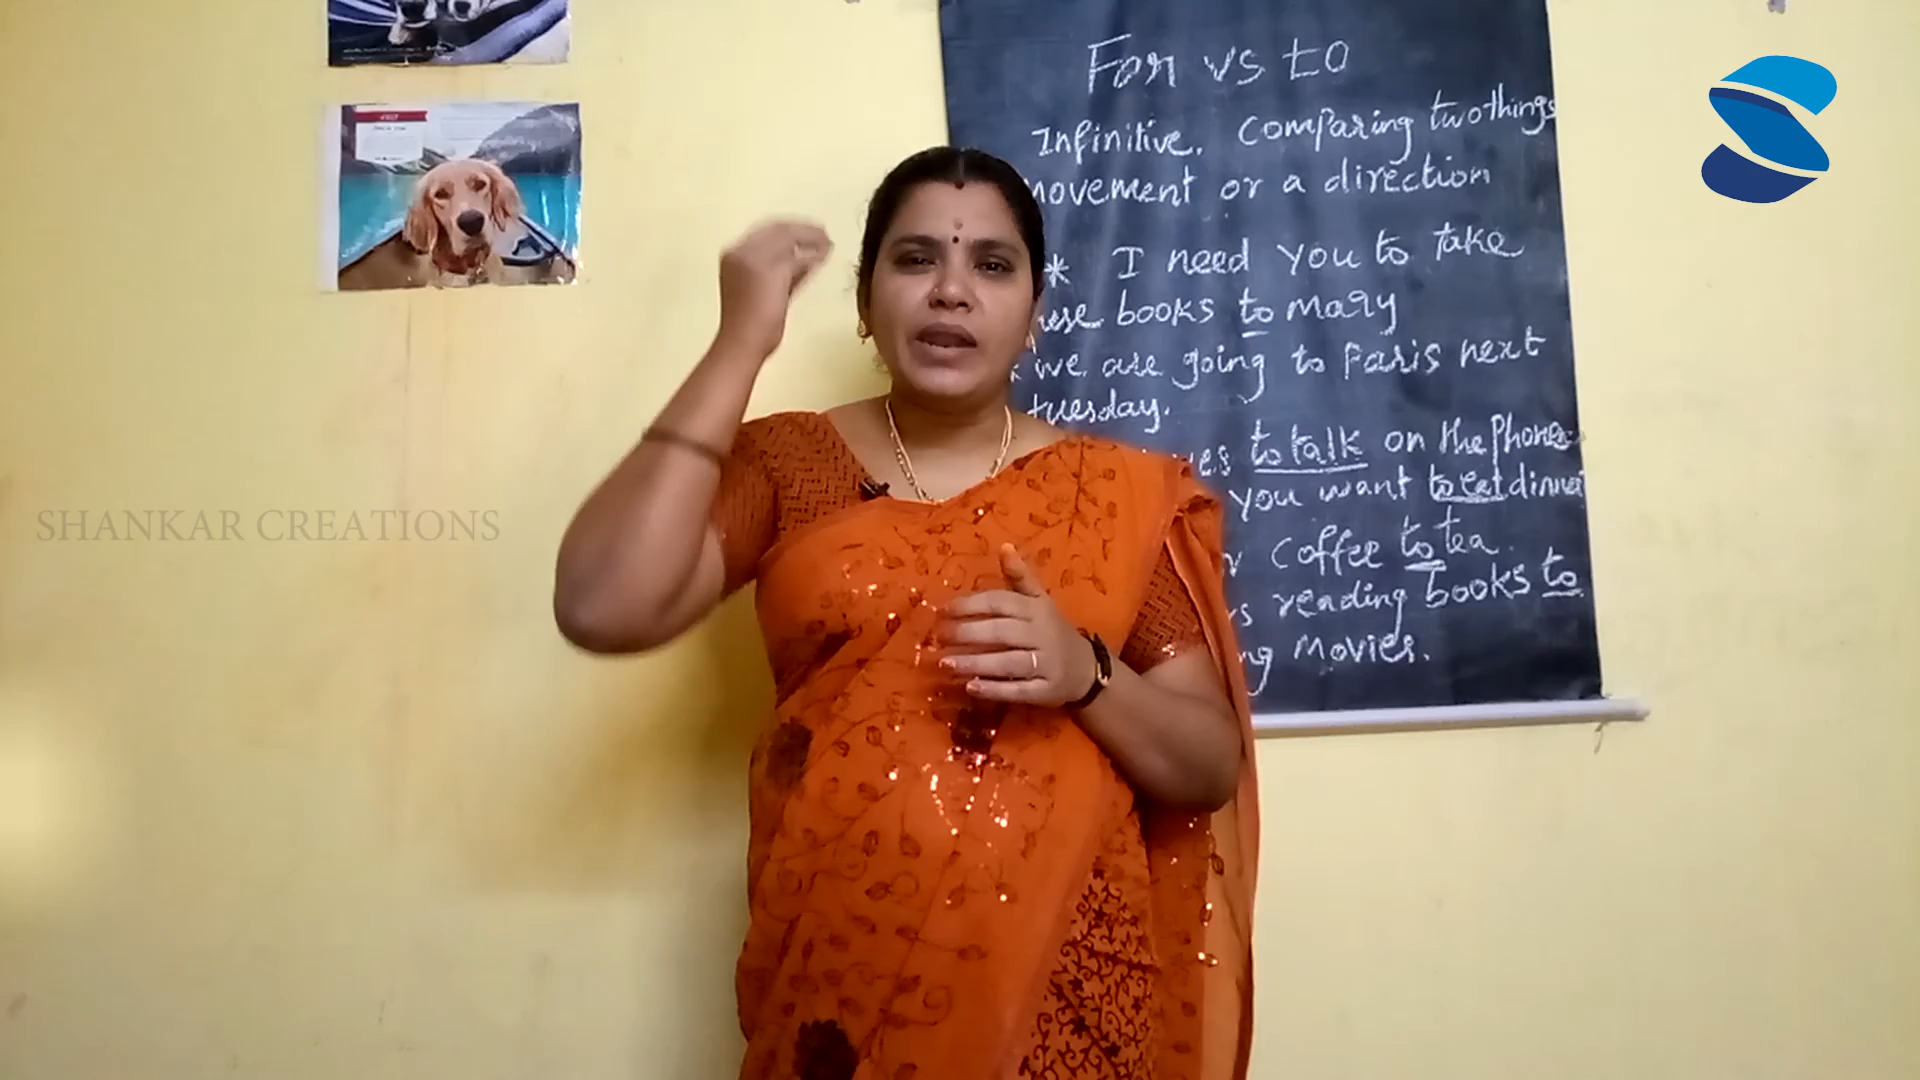 For vs to
Infinitive. Comparing two things
movement or a direction
* I need you to take
books to mary
we are going to Paris next
tuesday.
to talk on the Phone
you want to eat dinner
coffee to tea.
reading books to
movies.
SHANKAR CREATIONS